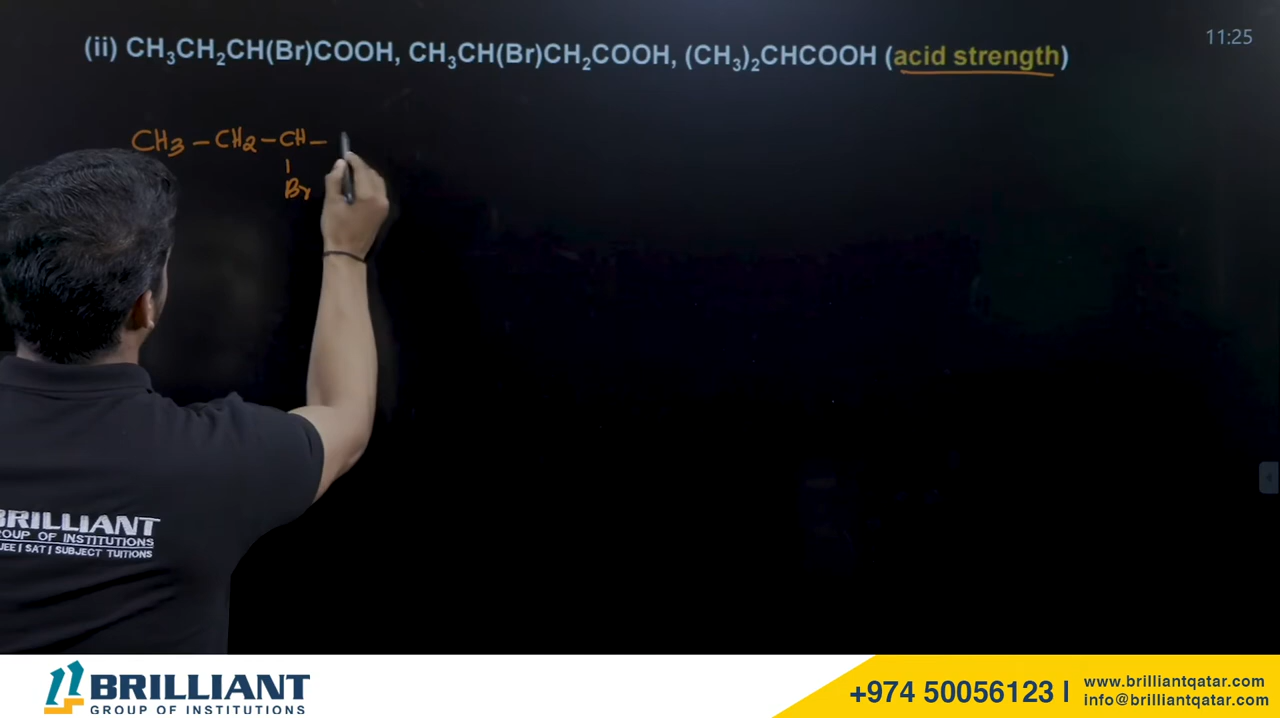 11:25
(ii) CH₃CH₂CH(Br)COOH, CH₃CH(Br)CH₂COOH, (CH₃)₂CHCOOH (acid strength)
CH₃ – CH₂ – CH –
|
Br
BRILLIANT
ROUP OF INSTITUTIONS
JEE | SAT | SUBJECT TUITIONS
BRILLIANT
GROUP OF INSTITUTIONS
+974 50056123 |
www.brilliantqatar.com
info@brilliantqatar.com